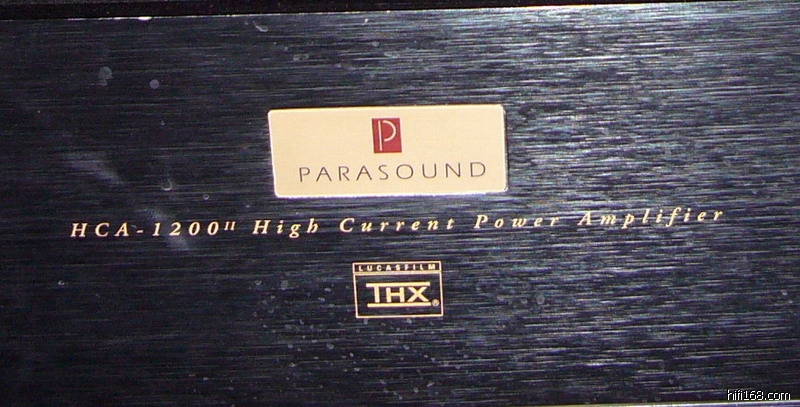 P
PARASOUND
HCA-1200II High Current Power Amplifier
LUCASFILM
THX®
hifi168.com